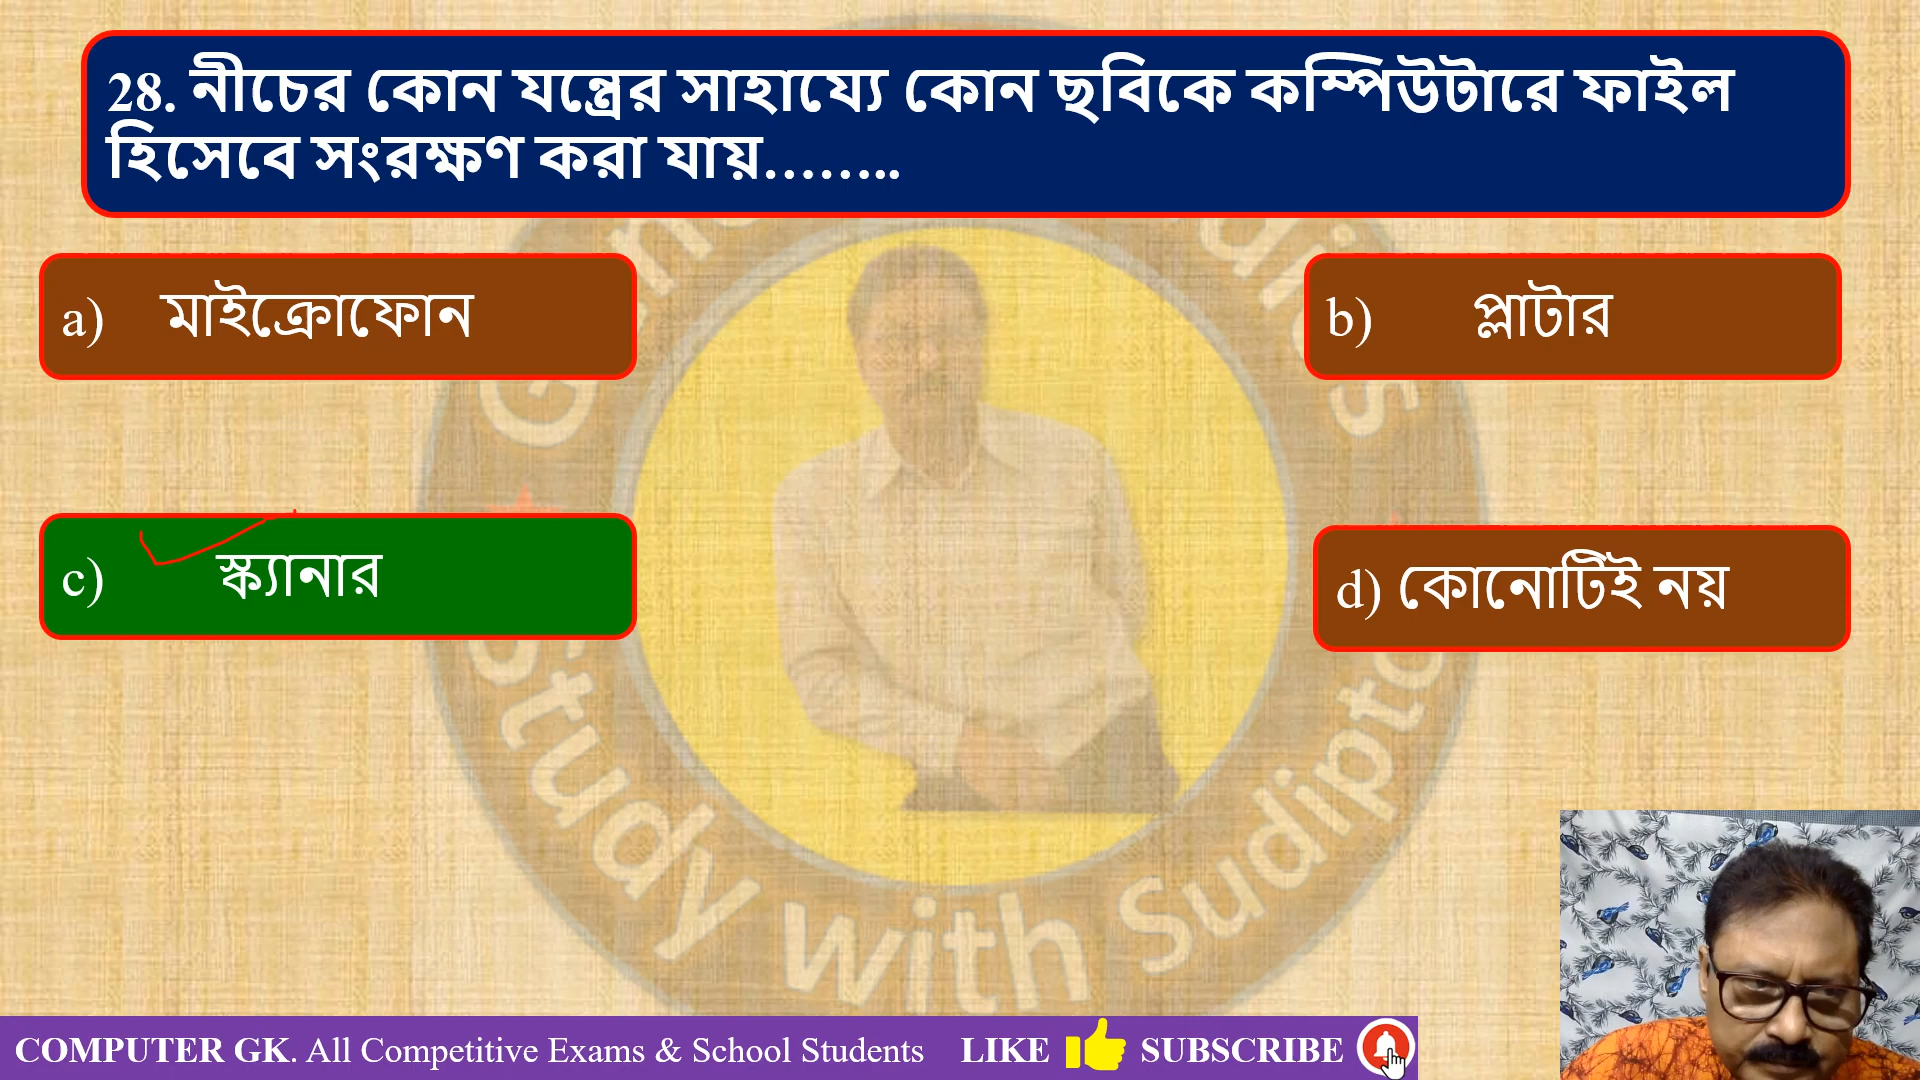 28. নীচের কোন যন্ত্রের সাহায্যে কোন ছবিকে কম্পিউটারে ফাইল
হিসেবে সংরক্ষণ করা যায়……..
a) মাইক্রোফোন
b) প্লাটার
c) স্ক্যানার
d) কোনোটিই নয়
Study with Sudipto
COMPUTER GK. All Competitive Exams & School Students LIKE SUBSCRIBE